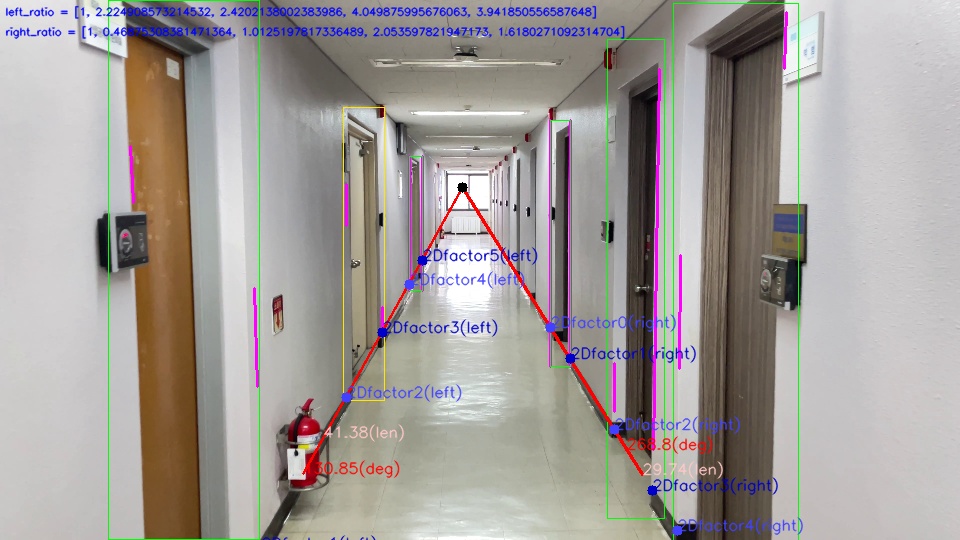 left_ratio = [1, 2.224908573214532, 2.4202138002383986, 4.049875995676063, 3.941850556587648]
right_ratio = [1, 0.46875308381471364, 1.0125197817336489, 2.053597821947173, 1.6180271092314704]
2Dfactor5(left)
2Dfactor4(left)
2Dfactor3(left)
2Dfactor0(right)
2Dfactor1(right)
2Dfactor2(left)
2Dfactor2(right)
41.38(len)
268.8(deg)
130.85(deg)
29.74(len)
2Dfactor3(right)
2Dfactor4(right)